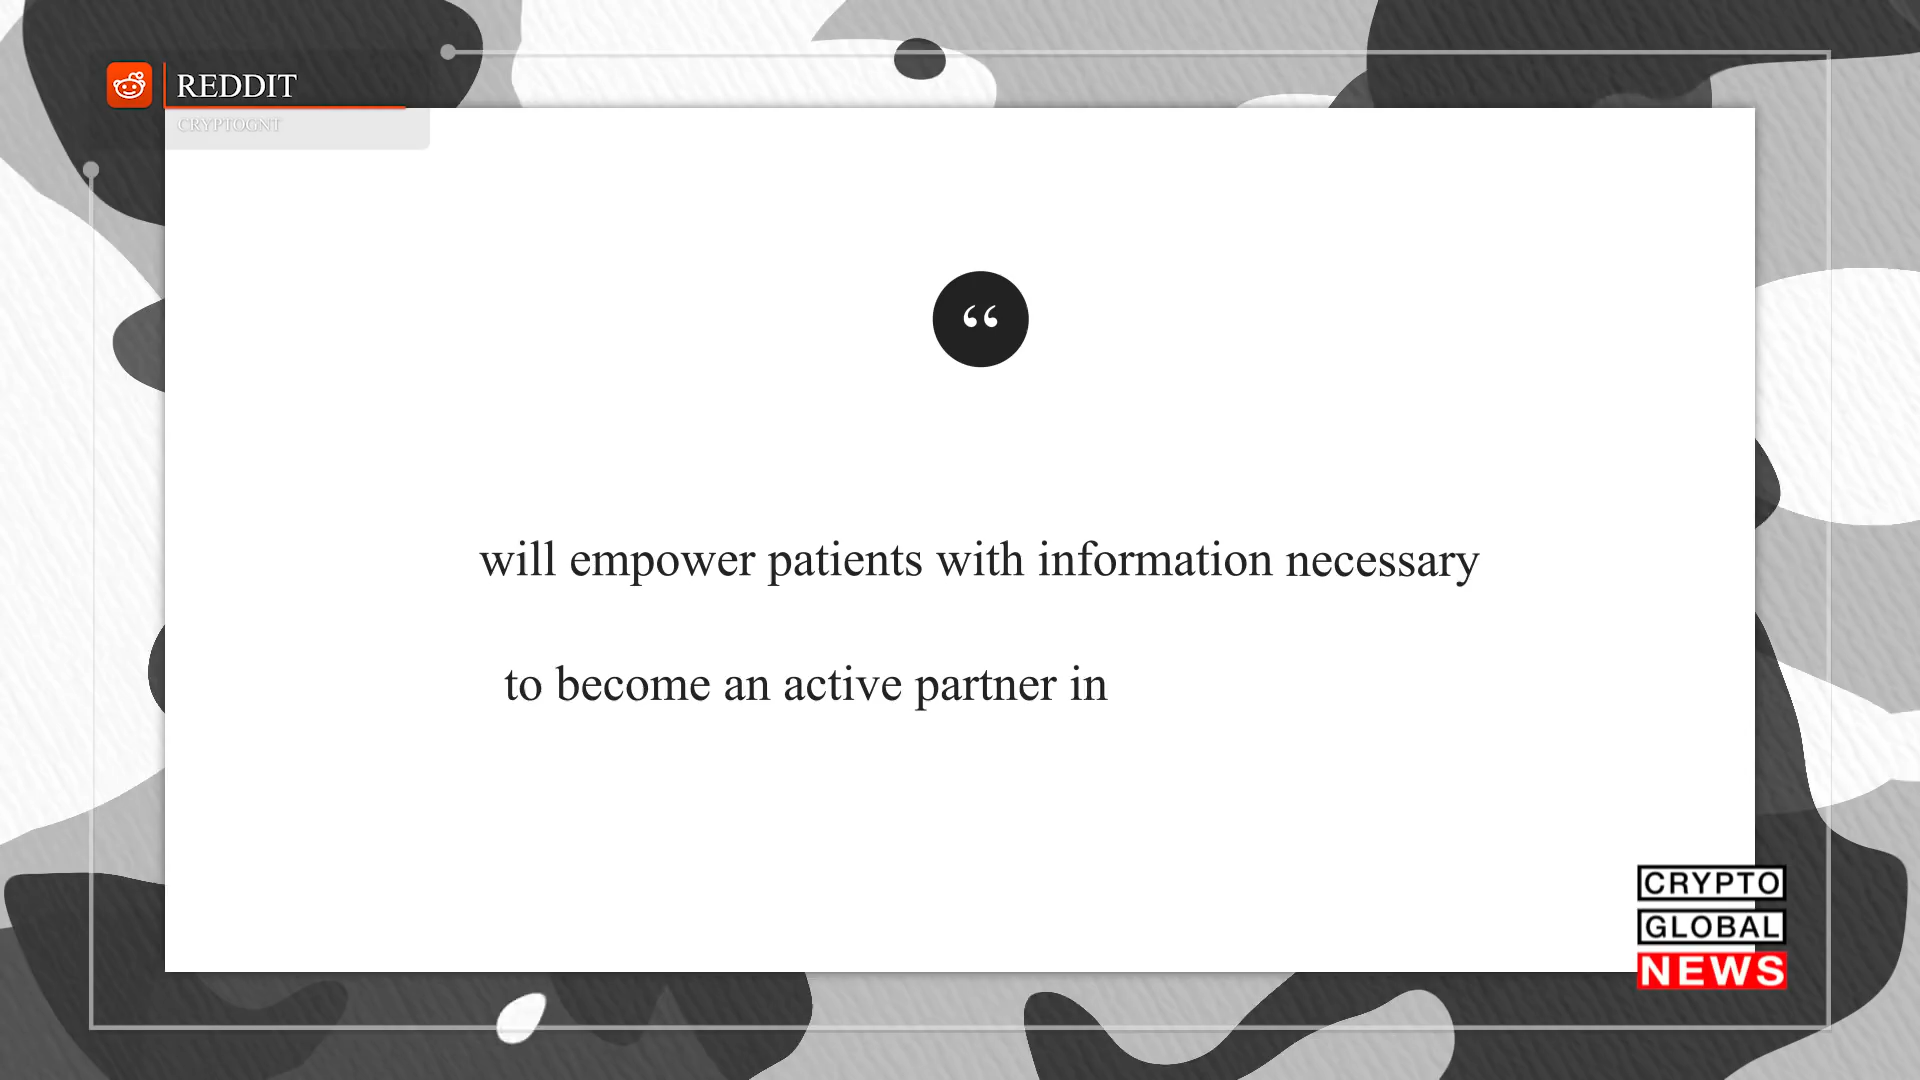 REDDIT
CRYPTOGNT
“
will empower patients with information necessary
to become an active partner in
CRYPTO
GLOBAL
NEWS